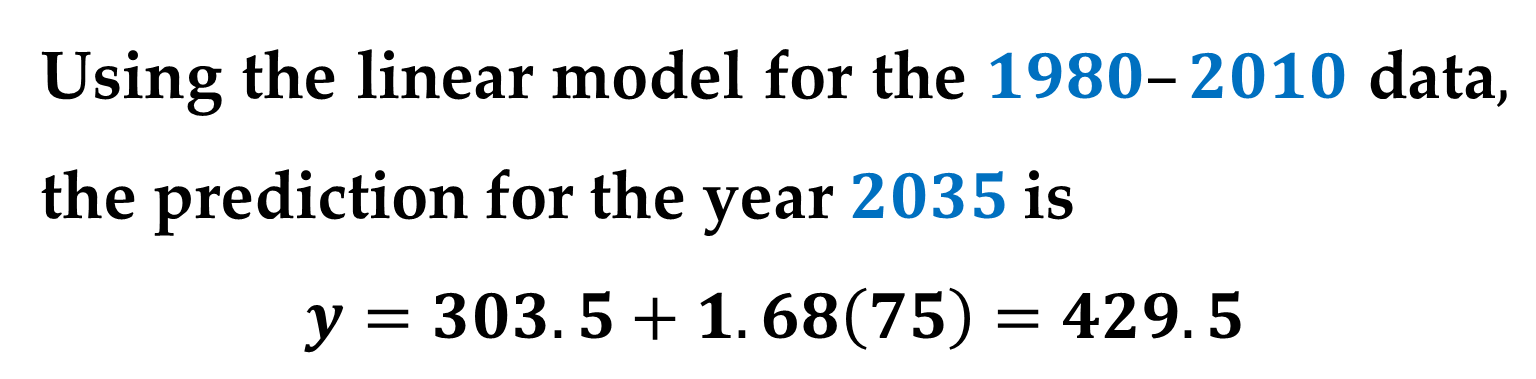 Using the linear model for the 1980–2010 data,
the prediction for the year 2035 is
y = 303.5 + 1.68(75) = 429.5